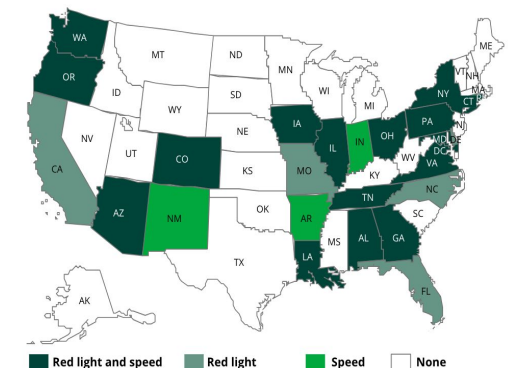 WA
MT
ND
MN
ME
OR
ID
SD
WI
VT
NH
NY
MA
CT
WY
MI
IA
NE
PA
NJ
NV
UT
CO
IL
IN
OH
MD
DE
DC
CA
KS
MO
WV
VA
KY
AZ
NM
OK
AR
TN
NC
SC
MS
AL
GA
TX
LA
FL
AK
Red light and speed
Red light
Speed
None